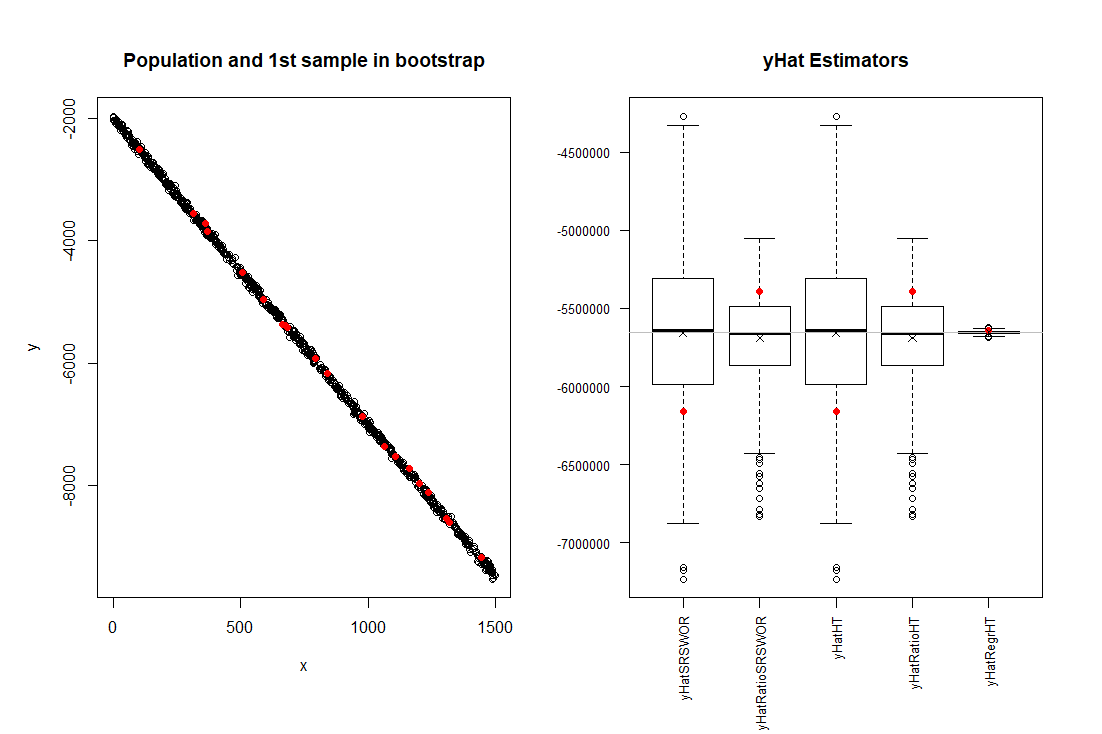 Population and 1st sample in bootstrap
y
-2000
-4000
-6000
-8000
0
500
1000
1500
x
yHat Estimators
-4500000
-5000000
-5500000
-6000000
-6500000
-7000000
yHatSRSWOR
yHatRatioSRSWOR
yHatHT
yHatRatioHT
yHatRegrHT